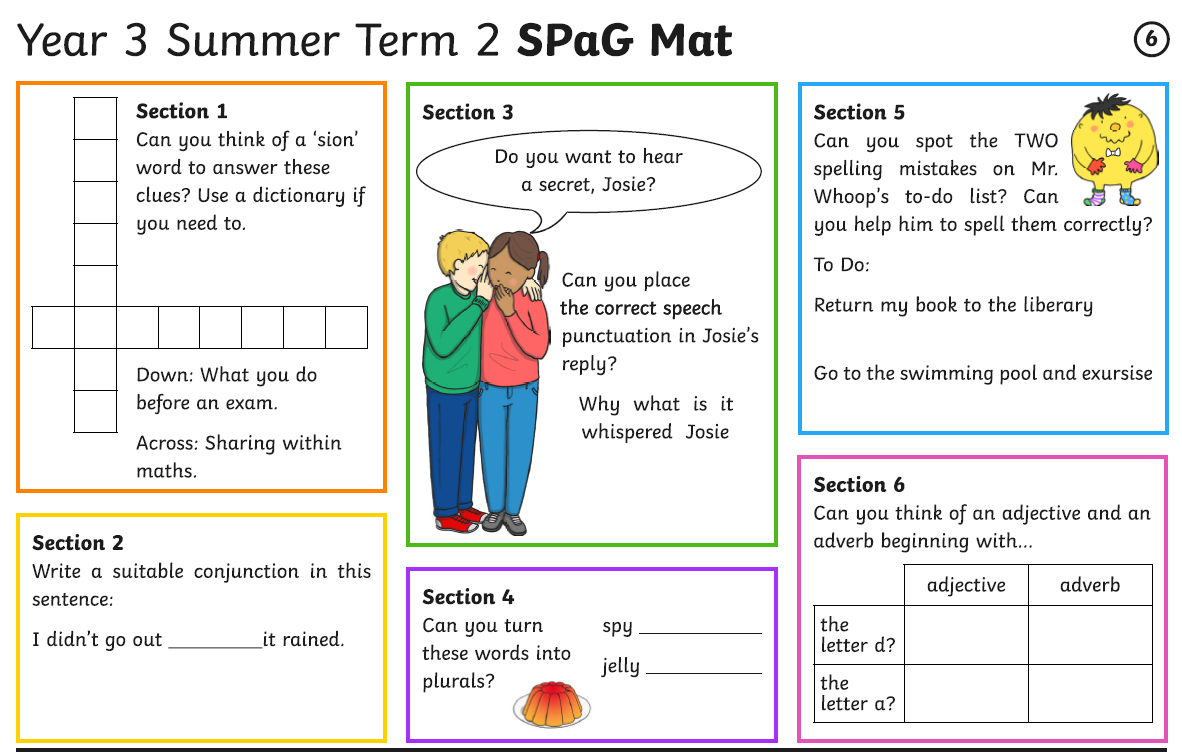 Year 3 Summer Term 2 SPaG Mat
6
Section 1
Can you think of a ‘sion’
word to answer these
clues? Use a dictionary if
you need to.
Down: What you do
before an exam.
Across: Sharing within
maths.
Section 2
Write a suitable conjunction in this
sentence:
I didn’t go out _________it rained.
Section 3
Do you want to hear
a secret, Josie?
Can you place
the correct speech
punctuation in Josie’s
reply?
Why what is it
whispered Josie
Section 4
Can you turn
these words into
plurals?
spy ____________
jelly ___________
Section 5
Can you spot the TWO
spelling mistakes on Mr.
Whoop’s to-do list? Can
you help him to spell them correctly?
To Do:
Return my book to the liberary
Go to the swimming pool and exursise
Section 6
Can you think of an adjective and an
adverb beginning with...
adjective adverb
the
letter d?
the
letter a?